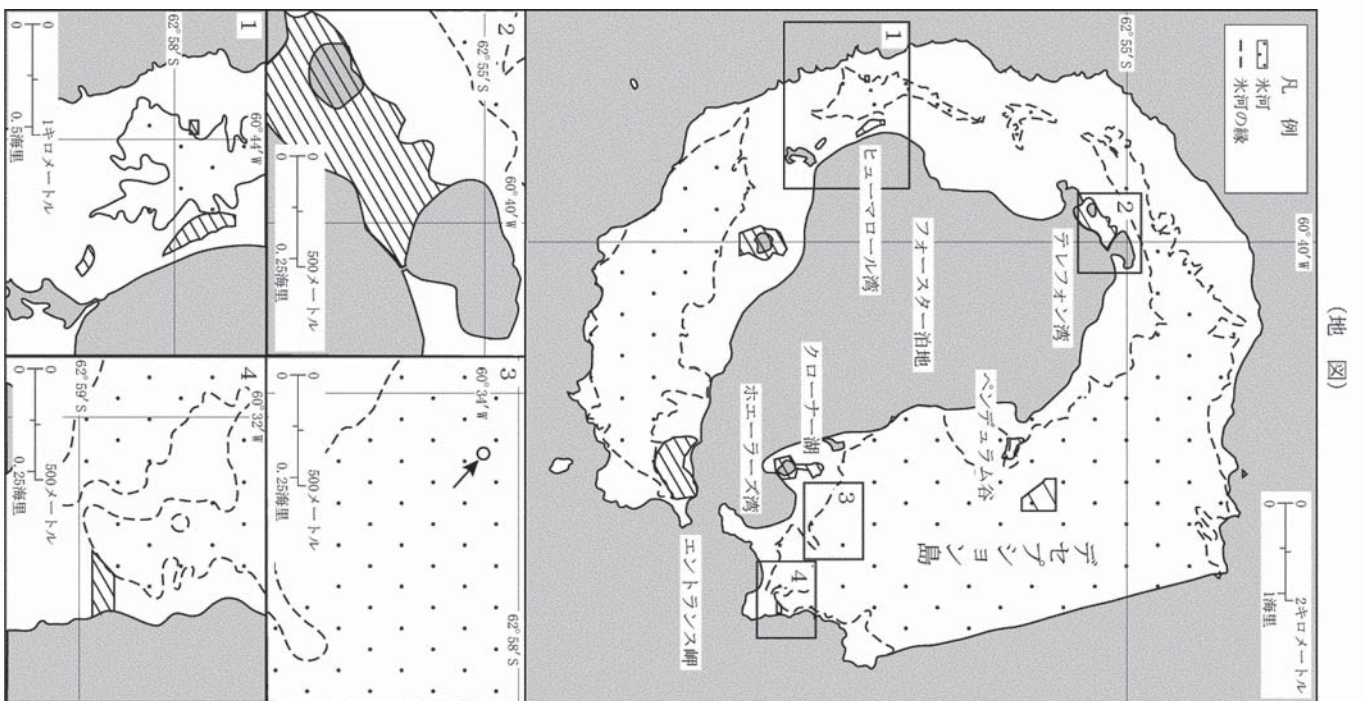 (地 図)
凡 例
氷河
氷河の縁
0 2キロメートル
0 1海里
62°55′S
60°40′W
1
2
3
4
ヒューマロール湾
フォースター泊地
テレフォン湾
ペンデュラム谷
クローナー湖
ホエーラーズ湾
エントランス岬
デセプション島
1
62°58′S
60°44′W
0 1キロメートル
0 0.5海里
2
62°55′S
60°40′W
0 500メートル
0 0.25海里
3
60°34′W
62°58′S
0 500メートル
0 0.25海里
4
60°32′W
62°59′S
0 500メートル
0 0.25海里